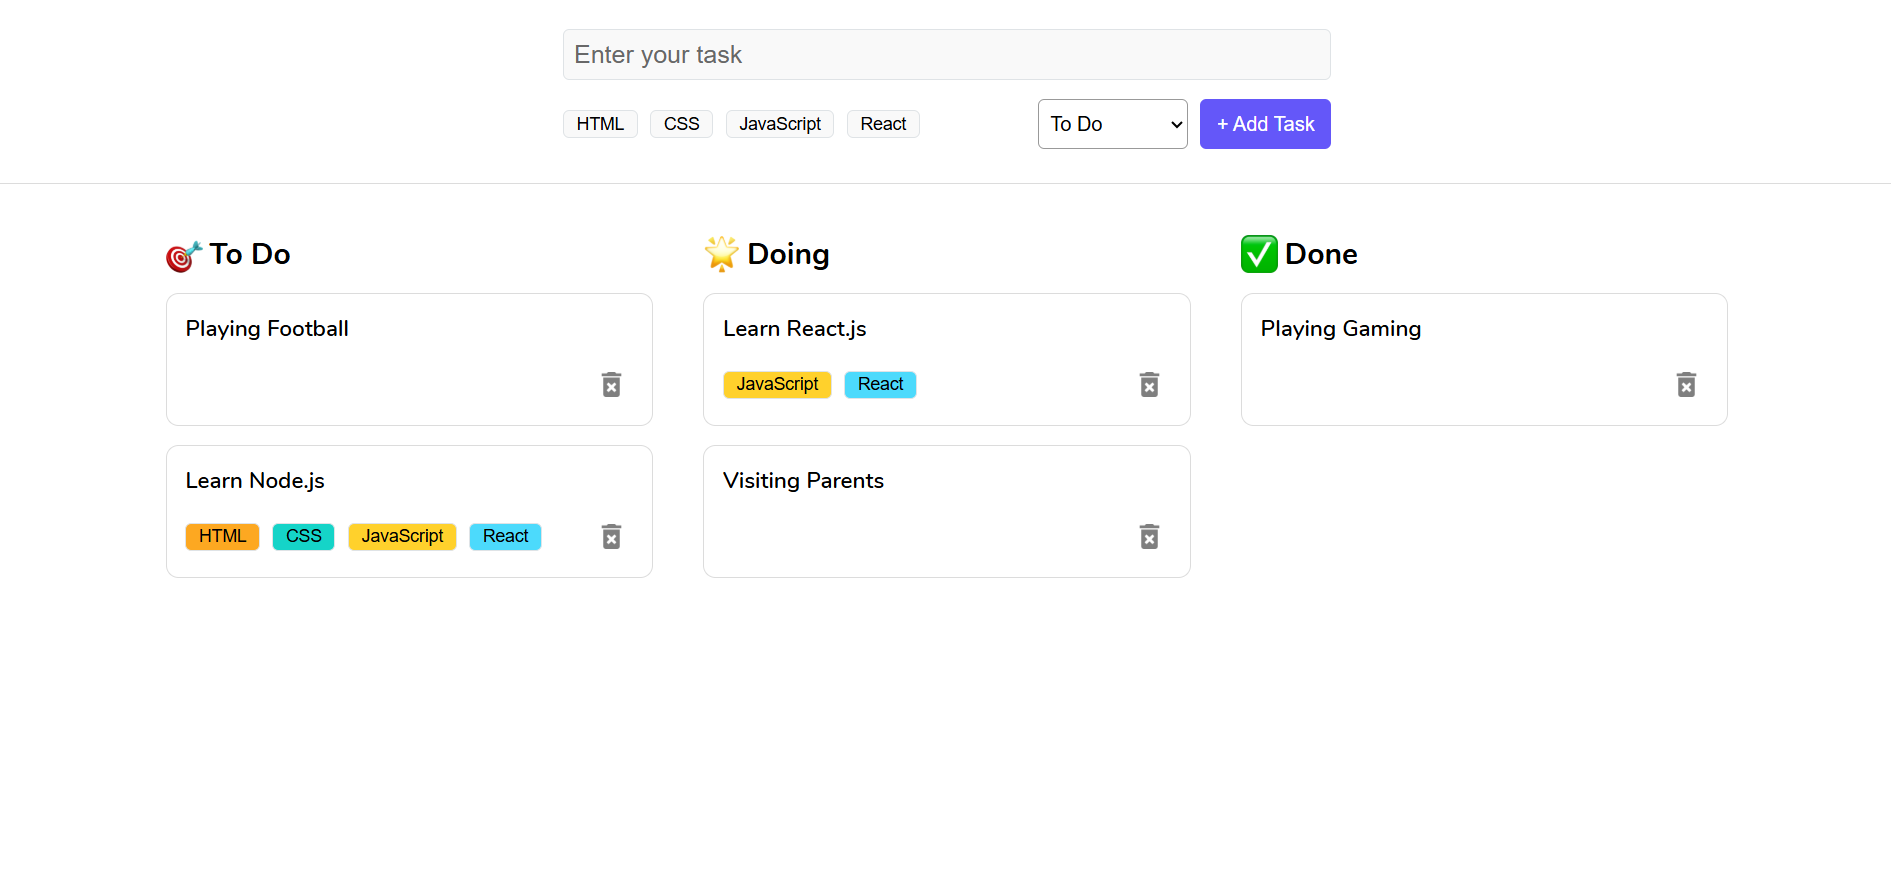 Enter your task
HTML CSS JavaScript React To Do + Add Task
To Do
Playing Football
Learn Node.js
HTML CSS JavaScript React
Doing
Learn React.js
JavaScript React
Visiting Parents
Done
Playing Gaming